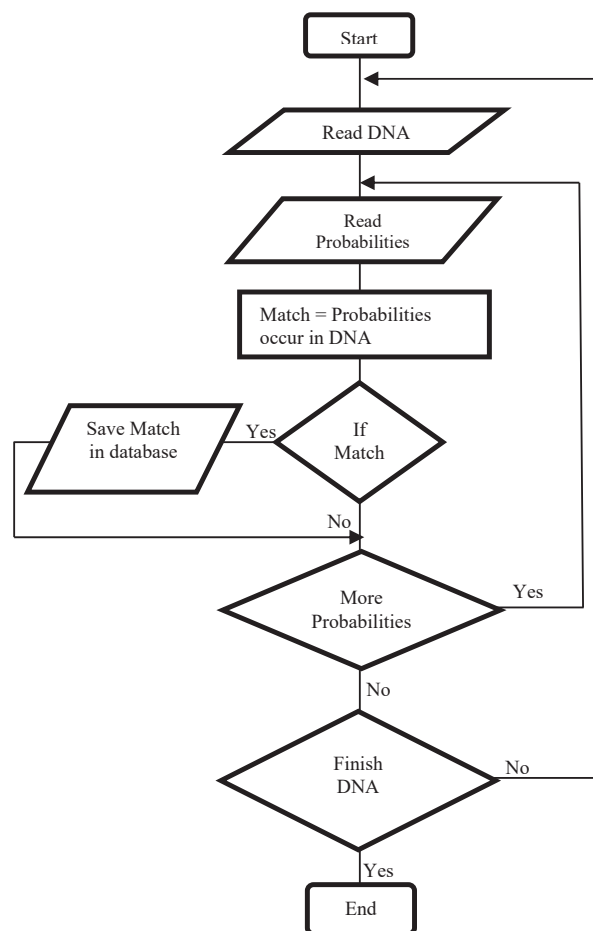 Start
Read DNA
Read
Probabilities
Match = Probabilities
occur in DNA
Save Match
in database
Yes
If
Match
No
More
Probabilities
Yes
No
Finish
DNA
No
Yes
End